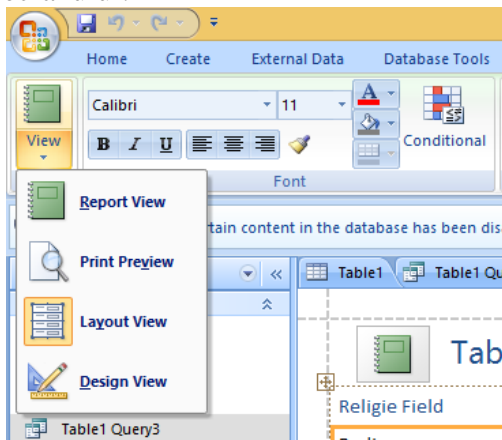 Home Create External Data Database Tools
Calibri 11
View B I U A Conditional
Font
Report View
tain content in the database has been dis
Print Preview
Table1 Table1 Qu
Layout View
Tab
Design View
Religie Field
Table1 Query3